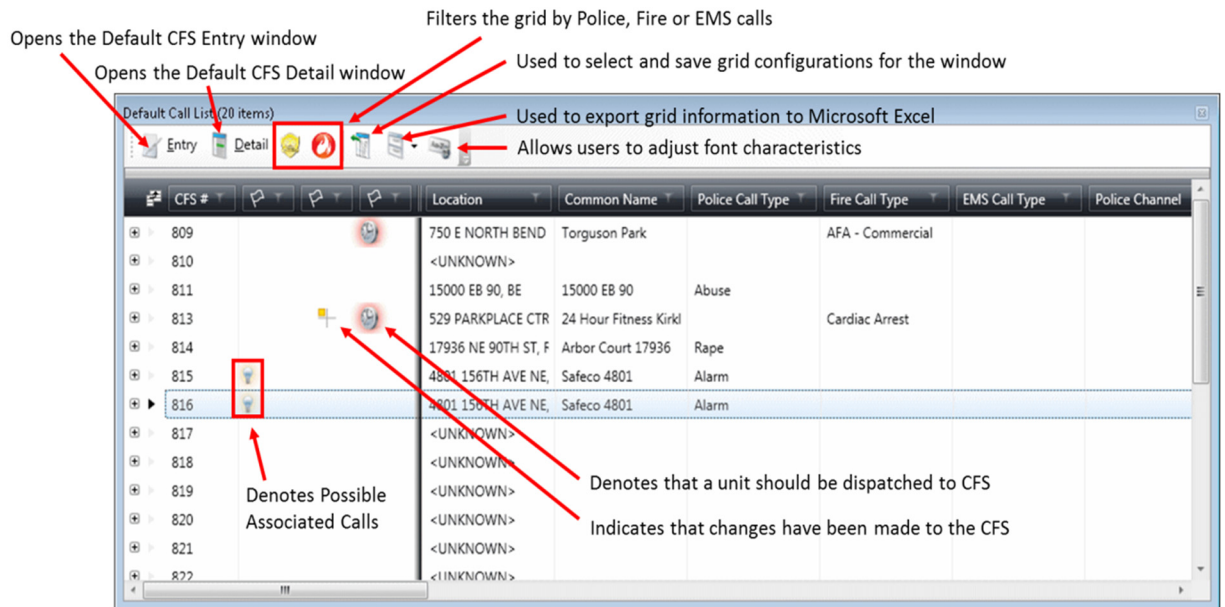 Filters the grid by Police, Fire or EMS calls
Opens the Default CFS Entry window
Used to select and save grid configurations for the window
Opens the Default CFS Detail window
Default Call List (20 items)
Used to export grid information to Microsoft Excel
Entry Detail
Allows users to adjust font characteristics
CFS # Location Common Name Police Call Type Fire Call Type EMS Call Type Police Channel
809 750 E NORTH BEND Torguson Park AFA - Commercial
810 <UNKNOWN>
811 15000 EB 90, BE 15000 EB 90 Abuse
813 529 PARKPLACE CTR 24 Hour Fitness Kirkl Cardiac Arrest
814 17936 NE 90TH ST, F Arbor Court 17936 Rape
815 4801 156TH AVE NE, Safeco 4801 Alarm
816 4801 156TH AVE NE, Safeco 4801 Alarm
817 <UNKNOWN>
818 <UNKNOWN>
Denotes that a unit should be dispatched to CFS
819 <UNKNOWN>
Denotes Possible
Associated Calls
820 <UNKNOWN>
Indicates that changes have been made to the CFS
821 <UNKNOWN>
822 <UNKNOWN>